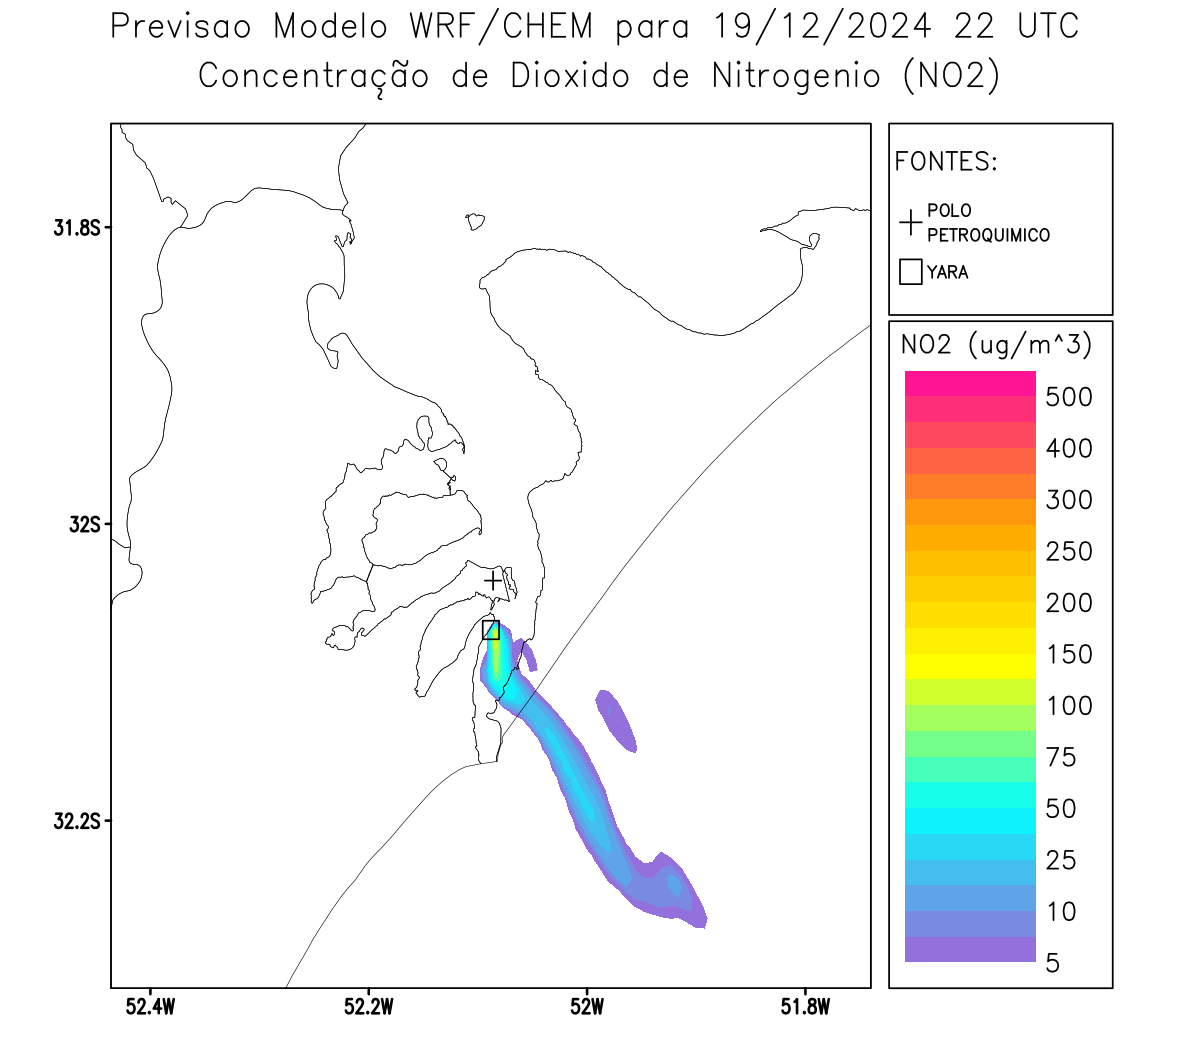 Previsao Modelo WRF/CHEM para 19/12/2024 22 UTC
Concentração de Dioxido de Nitrogenio (NO2)
FONTES:
POLO
PETROQUIMICO
YARA
NO2 (ug/m^3)
500
400
300
250
200
150
100
75
50
25
10
5
31.8S
32S
32.2S
52.4W
52.2W
52W
51.8W